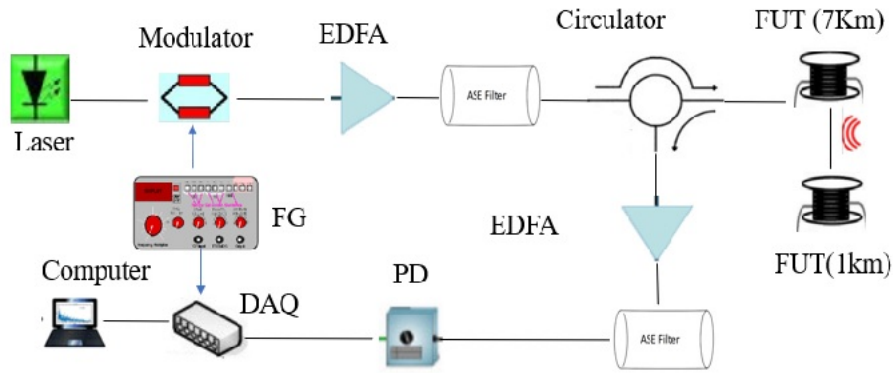 Modulator
EDFA
Circulator
FUT (7Km)
ASE Filter
Laser
FG
EDFA
FUT(1km)
Computer
DAQ
PD
ASE Filter